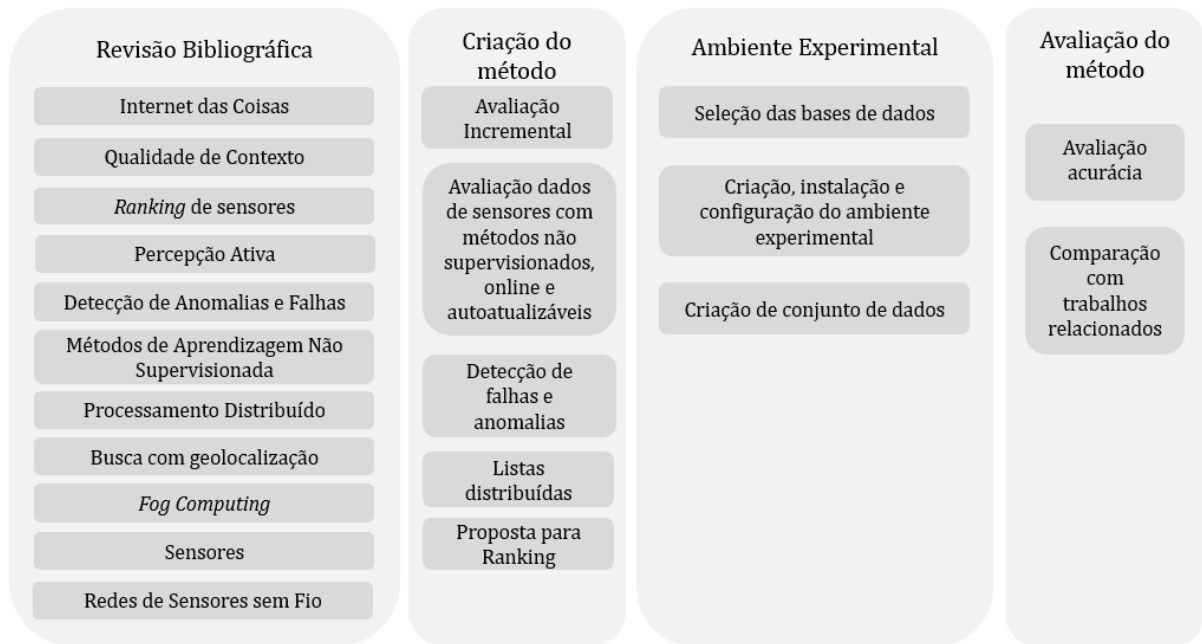 Revisão Bibliográfica
Internet das Coisas
Qualidade de Contexto
Ranking de sensores
Percepção Ativa
Detecção de Anomalias e Falhas
Métodos de Aprendizagem Não
Supervisionada
Processamento Distribuído
Busca com geolocalização
Fog Computing
Sensores
Redes de Sensores sem Fio
Criação do
método
Avaliação
Incremental
Avaliação dados
de sensores com
métodos não
supervisionados,
online e
autoatualizáveis
Detecção de
falhas e
anomalias
Listas
distribuídas
Proposta para
Ranking
Ambiente Experimental
Seleção das bases de dados
Criação, instalação e
configuração do ambiente
experimental
Criação de conjunto de dados
Avaliação do
método
Avaliação
acurácia
Comparação
com
trabalhos
relacionados